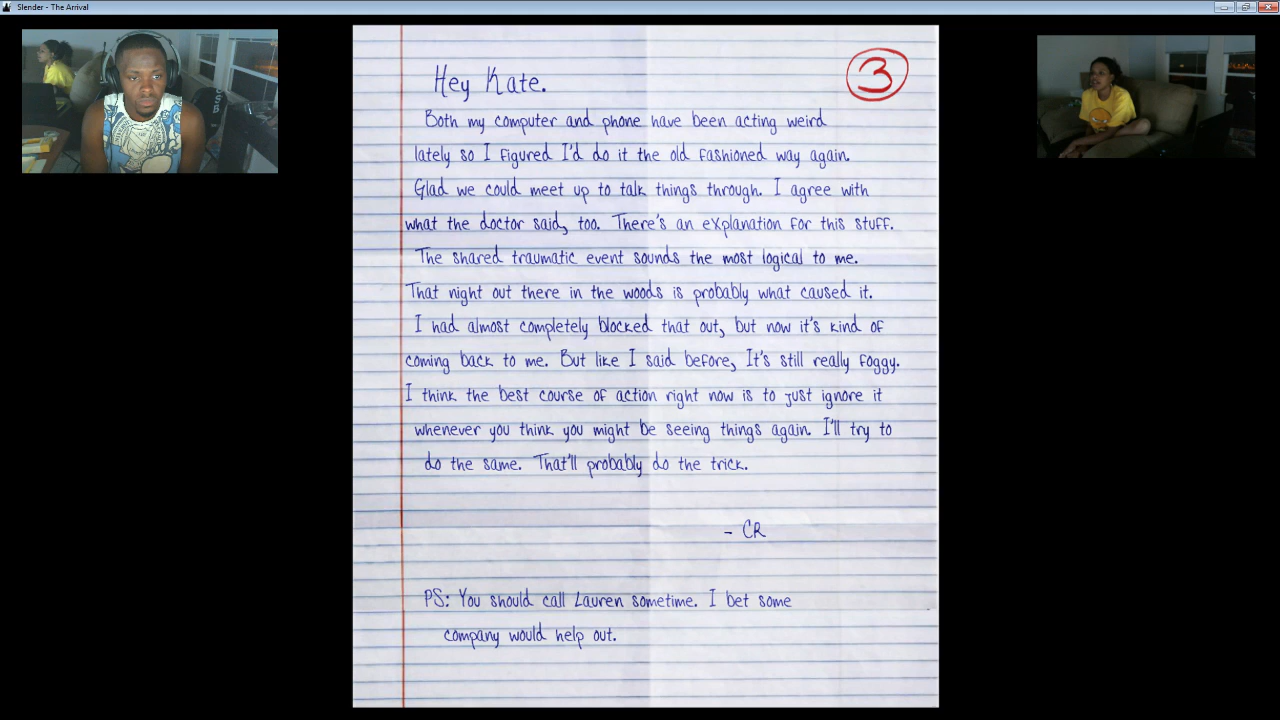 Slender - The Arrival
3
Hey Kate.
Both my computer and phone have been acting weird
lately so I figured I'd do it the old fashioned way again.
Glad we could meet up to talk things through. I agree with
what the doctor said, too. There's an explanation for this stuff.
The shared traumatic event sounds the most logical to me.
That night out there in the woods is probably what caused it.
I had almost completely blocked that out, but now it's kind of
coming back to me. But like I said before, It's still really foggy.
I think the best course of action right now is to just ignore it
whenever you think you might be seeing things again. I'll try to
do the same. That'll probably do the trick.
- CR
PS: You should call Lauren sometime. I bet some
company would help out.